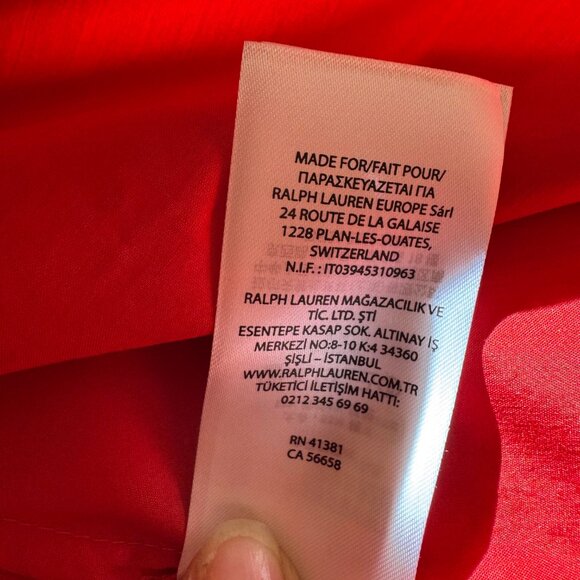 MADE FOR/FAIT POUR/
ΠΑΡΑΣΚΕΥΑΖΕΤΑΙ ΓΙΑ
RALPH LAUREN EUROPE Sárl
24 ROUTE DE LA GALAISE
1228 PLAN-LES-OUATES,
SWITZERLAND
N.I.F. : IT03945310963
RALPH LAUREN MAĞAZACILIK VE
TİC. LTD. ŞTİ
ESENTEPE KASAP SOK. ALTINAY İŞ
MERKEZİ NO:8-10 K:4 34360
ŞİŞLİ – İSTANBUL
WWW.RALPHLAUREN.COM.TR
TÜKETİCİ İLETİŞİM HATTI:
0212 345 69 69
RN 41381
CA 56658